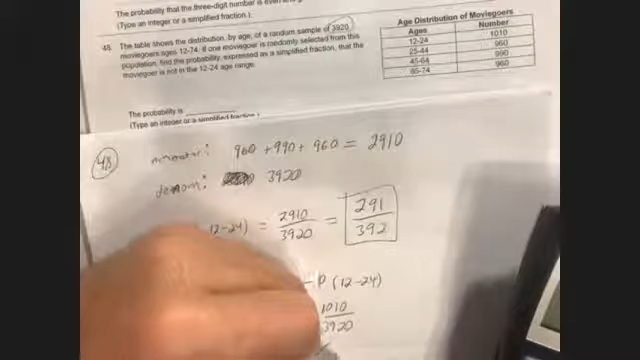 The probability that the three-digit number is even and
(Type an integer or a simplified fraction.)
48. The table shows the distribution, by age, of a random sample of 3920
moviegoers ages 12-74. If one moviegoer is randomly selected from this
population, find the probability, expressed as a simplified fraction, that the
moviegoer is not in the 12-24 age range.
Age Distribution of Moviegoers
Ages Number
12-24 1010
25-44 960
45-64 990
65-74 960
The probability is
(Type an integer or a simplified fraction.)
48 numerator: 960 + 990 + 960 = 2910
denom: 3920
12-24) = 2910/3920 = 291/392
- P (12-24)
1010/3920